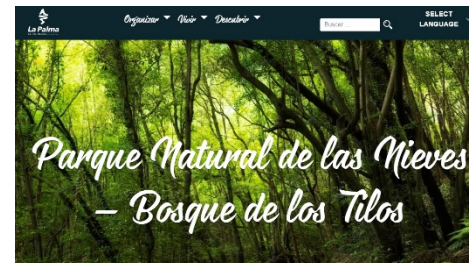 La Palma
Organizar Vivir Descubrir
Buscar ...
SELECT
LANGUAGE
Parque Natural de las Nieves
– Bosque de los Tilos